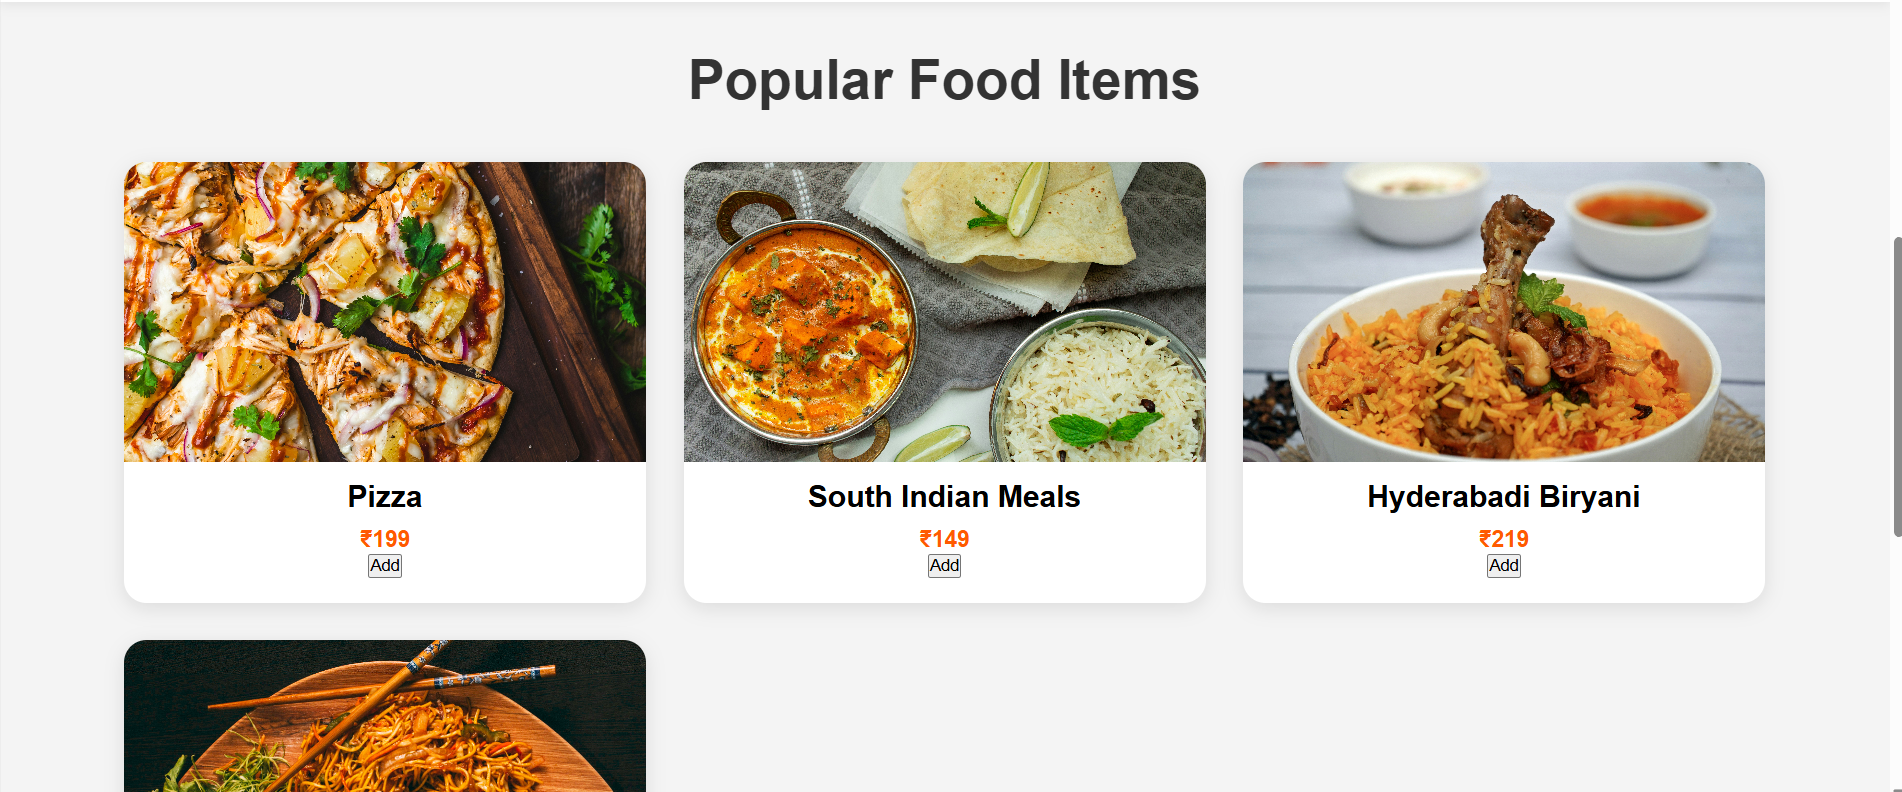 Popular Food Items
Pizza
₹199
Add
South Indian Meals
₹149
Add
Hyderabadi Biryani
₹219
Add